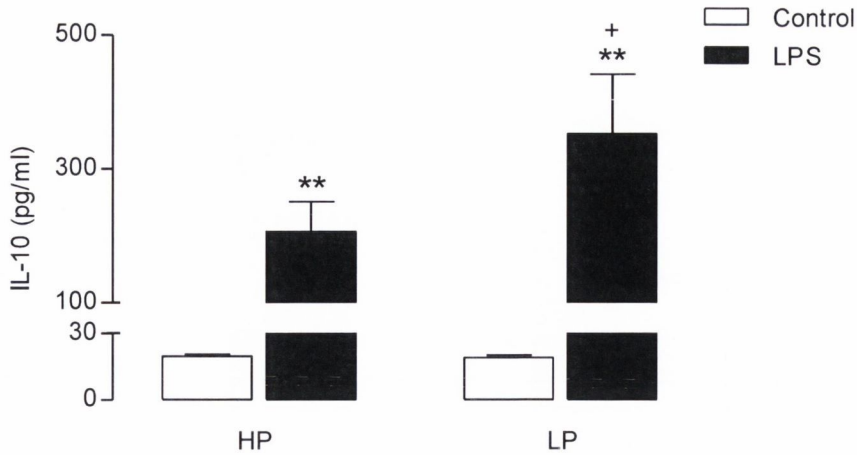 500
300
100
30
0
IL-10 (pg/ml)
**
+
**
Control
LPS
HP
LP